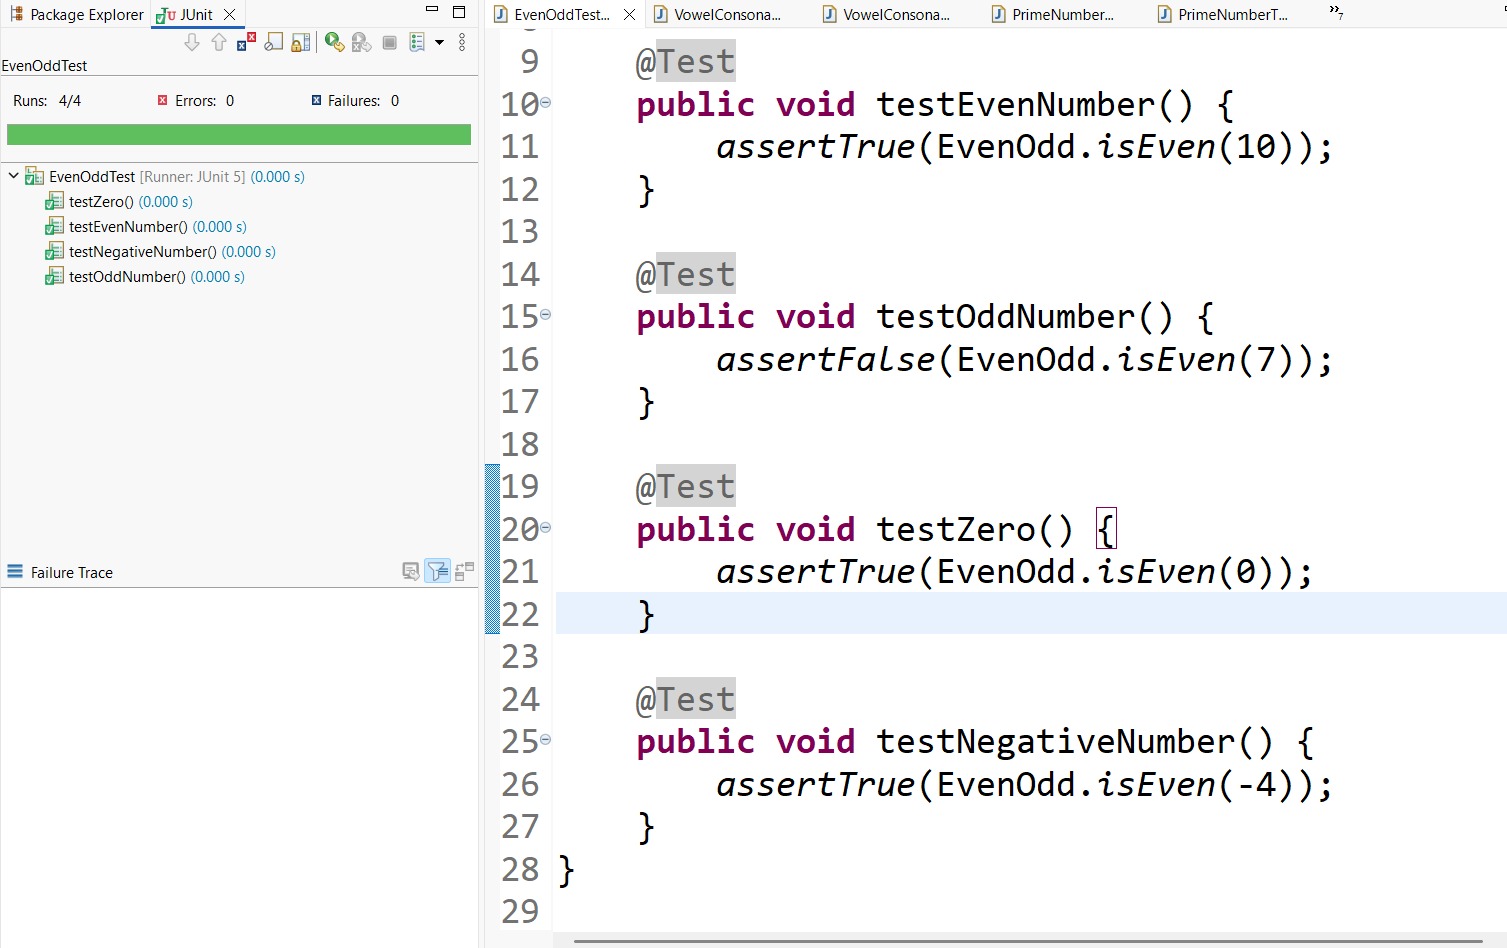 Package Explorer
JUnit
EvenOddTest
Runs: 4/4
Errors: 0
Failures: 0
EvenOddTest [Runner: JUnit 5] (0.000 s)
testZero() (0.000 s)
testEvenNumber() (0.000 s)
testNegativeNumber() (0.000 s)
testOddNumber() (0.000 s)
Failure Trace
EvenOddTest...
VowelConsona...
VowelConsona...
PrimeNumber...
PrimeNumberT...
»7
9 @Test
10 public void testEvenNumber() {
11 assertTrue(EvenOdd.isEven(10));
12 }
13
14 @Test
15 public void testOddNumber() {
16 assertFalse(EvenOdd.isEven(7));
17 }
18
19 @Test
20 public void testZero() {
21 assertTrue(EvenOdd.isEven(0));
22 }
23
24 @Test
25 public void testNegativeNumber() {
26 assertTrue(EvenOdd.isEven(-4));
27 }
28 }
29